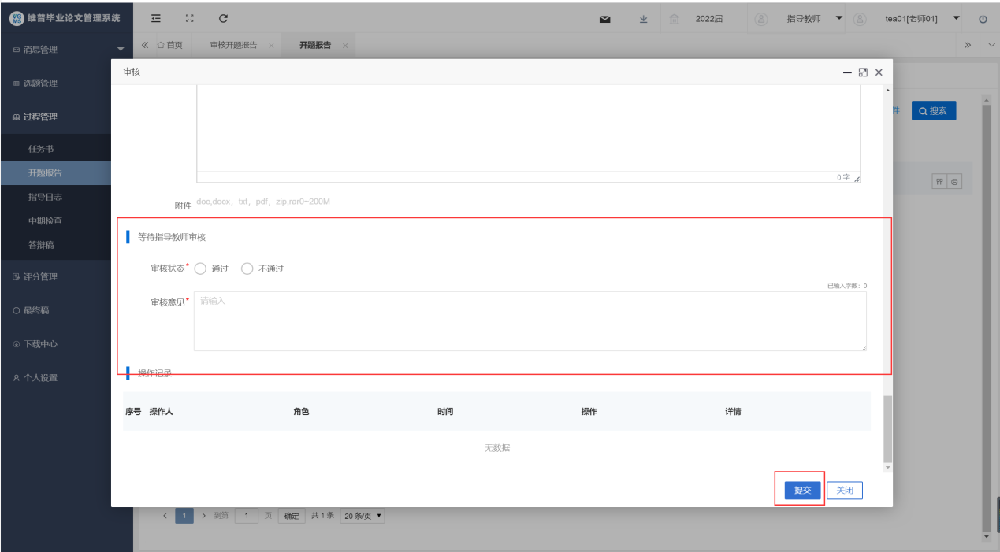 VG MS 维普毕业论文管理系统
2022届 指导教师 tea01[老师01]
消息管理
首页 审核开题报告 开题报告
审核
选题管理
件 搜索
过程管理
任务书
开题报告
0 字
指导日志
附件 doc,docx，txt，pdf，zip,rar0~200M
中期检查
等待指导教师审核
答辩稿
审核状态* 通过 不通过
评分管理
已输入字数：0
审核意见* 请输入
最终稿
下载中心
操作记录
个人设置
序号 操作人 角色 时间 操作 详情
无数据
提交 关闭
1 到第 1 页 确定 共 1 条 20 条/页